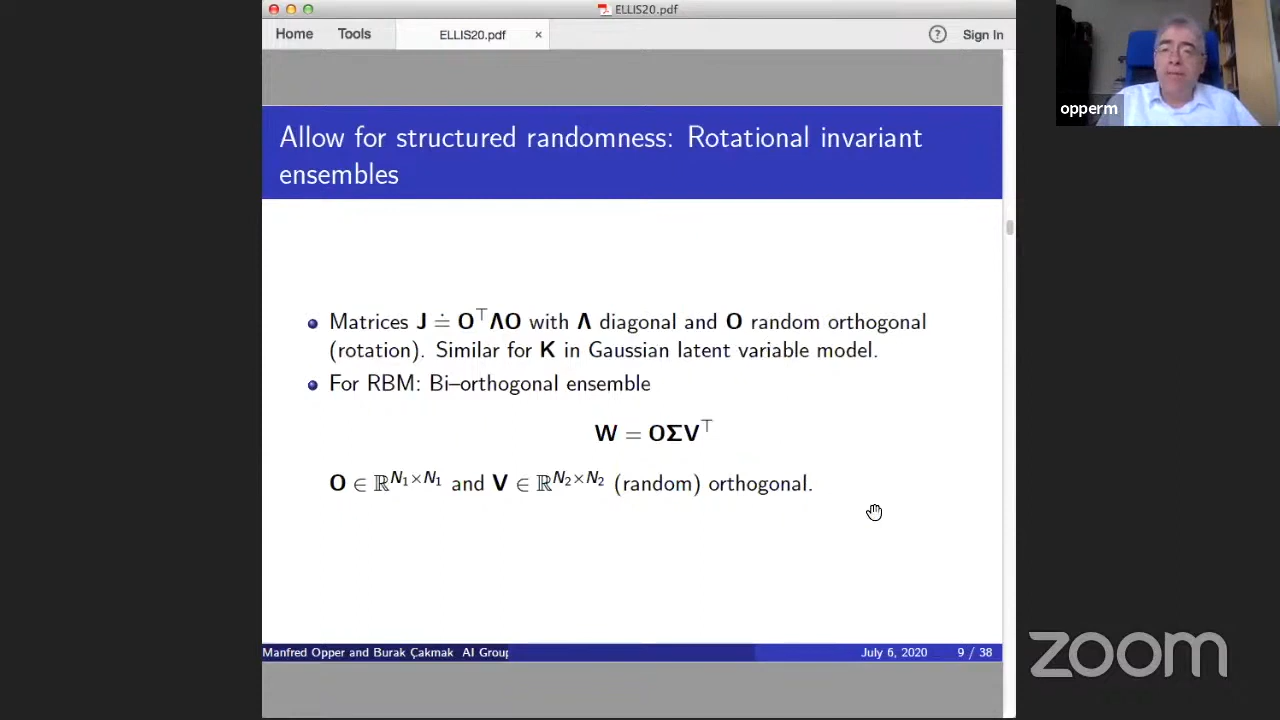 ELLIS20.pdf
Home Tools ELLIS20.pdf × ? Sign In
opperm
Allow for structured randomness: Rotational invariant
ensembles
Matrices J ≐ O⊤ΛO with Λ diagonal and O random orthogonal
(rotation). Similar for K in Gaussian latent variable model.
For RBM: Bi–orthogonal ensemble
W = OΣV⊤
O ∈ ℝ^{N₁×N₁} and V ∈ ℝ^{N₂×N₂} (random) orthogonal.
Manfred Opper and Burak Çakmak AI Group July 6, 2020 9 / 38
zoom